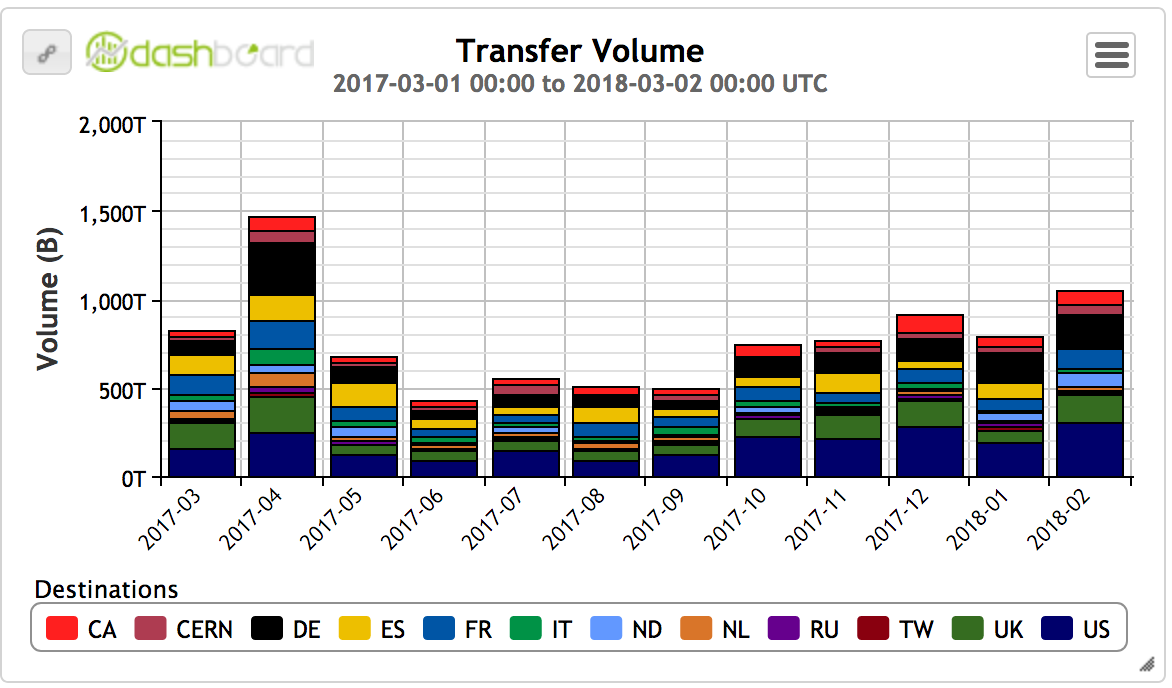 dashboard
Transfer Volume
2017-03-01 00:00 to 2018-03-02 00:00 UTC
Volume (B)
2,000T
1,500T
1,000T
500T
0T
2017-03 2017-04 2017-05 2017-06 2017-07 2017-08 2017-09 2017-10 2017-11 2017-12 2018-01 2018-02
Destinations
CA CERN DE ES FR IT ND NL RU TW UK US